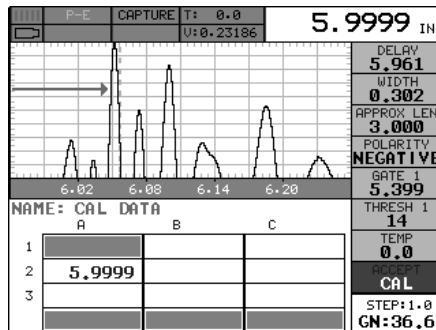 P-E CAPTURE T: 0.0 5.9999 IN
V:0.23186
DELAY
5.961
WIDTH
0.302
APPROX LEN
3.000
POLARITY
NEGATIVE
GATE 1
5.399
THRESH 1
14
TEMP
0.0
ACCEPT
CAL
STEP:1.0
GN:36.6
6.02 6.08 6.14 6.20
NAME: CAL DATA
A B C
1
2 5.9999
3